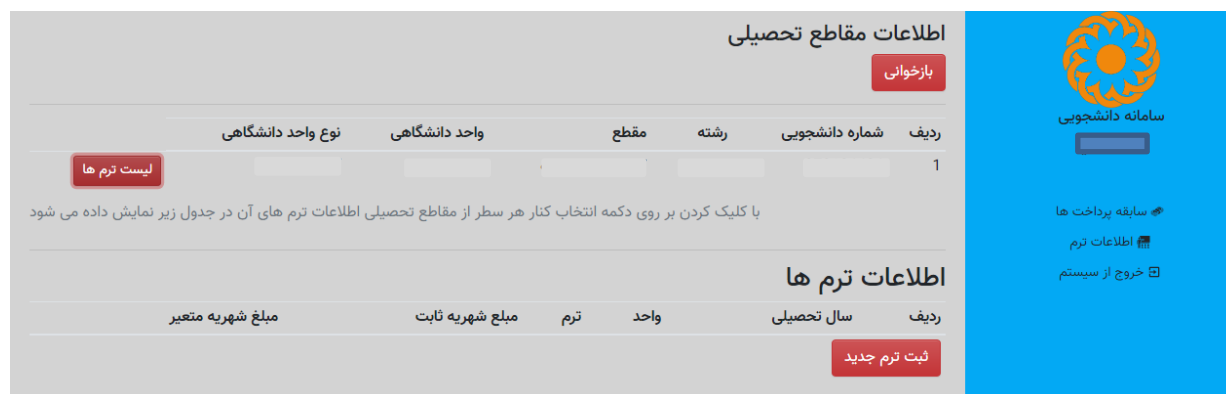 اطلاعات مقاطع تحصیلی
بازخوانی
ردیف شماره دانشجویی رشته مقطع واحد دانشگاهی نوع واحد دانشگاهی
1 لیست ترم ها
با کلیک کردن بر روی دکمه انتخاب کنار هر سطر از مقاطع تحصیلی اطلاعات ترم های آن در جدول زیر نمایش داده می شود
اطلاعات ترم ها
ردیف سال تحصیلی واحد ترم مبلغ شهریه ثابت مبلغ شهریه متعیر
ثبت ترم جدید
سامانه دانشجویی
سابقه پرداخت ها
اطلاعات ترم
خروج از سیستم